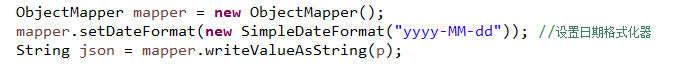 ObjectMapper mapper = new ObjectMapper();
mapper.setDateFormat(new SimpleDateFormat("yyyy-MM-dd")); //设置日期格式化器
String json = mapper.writeValueAsString(p);